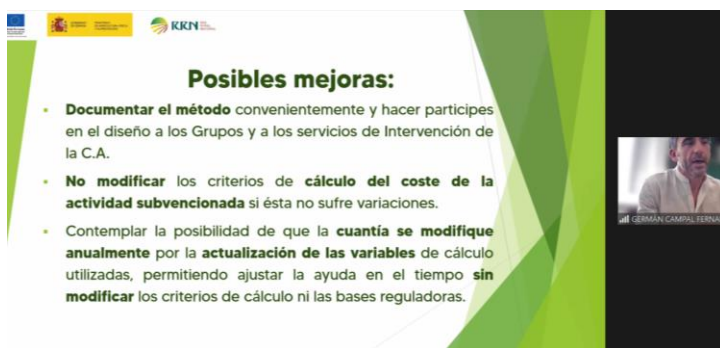 RRN
Posibles mejoras:
• Documentar el método convenientemente y hacer participes
en el diseño a los Grupos y a los servicios de Intervención de
la C.A.
• No modificar los criterios de cálculo del coste de la
actividad subvencionada si ésta no sufre variaciones.
• Contemplar la posibilidad de que la cuantía se modifique
anualmente por la actualización de las variables de cálculo
utilizadas, permitiendo ajustar la ayuda en el tiempo sin
modificar los criterios de cálculo ni las bases reguladoras.
GERMÁN CAMPAL FERNA